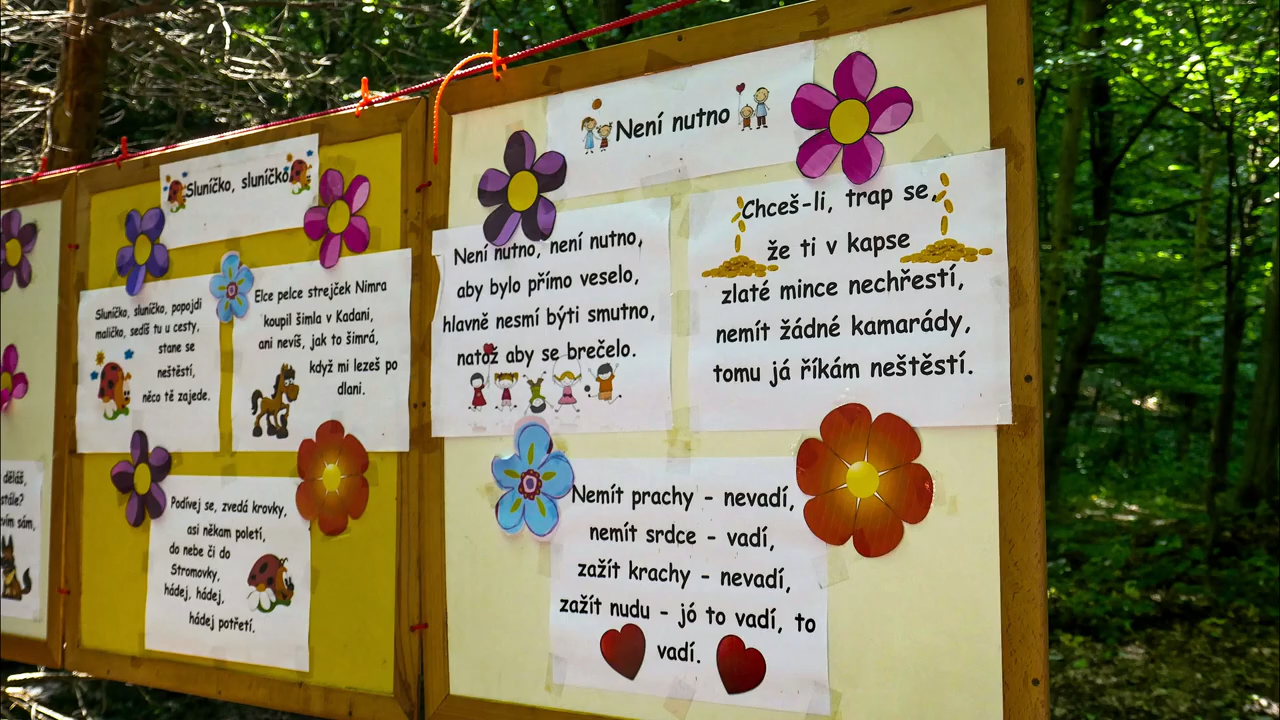 děláš,
stále?
vím sám,
Sluníčko, sluníčko
Sluníčko, sluníčko, popojdi
maličko, sedíš tu u cesty,
stane se
neštěstí,
něco tě zajede.
Elce pelce strejček Nimra
koupil šimla v Kadani,
ani nevíš, jak to šimrá,
když mi lezeš po
dlani.
Podívej se, zvedá krovky,
asi někam poletí,
do nebe či do
Stromovky,
hádej, hádej,
hádej potřetí.
Není nutno
Není nutno, není nutno,
aby bylo přímo veselo,
hlavně nesmí býti smutno,
natož aby se brečelo.
Chceš-li, trap se,
že ti v kapse
zlaté mince nechřestí,
nemít žádné kamarády,
tomu já říkám neštěstí.
Nemít prachy - nevadí,
nemít srdce - vadí,
zažít krachy - nevadí,
zažít nudu - jó to vadí, to
vadí.